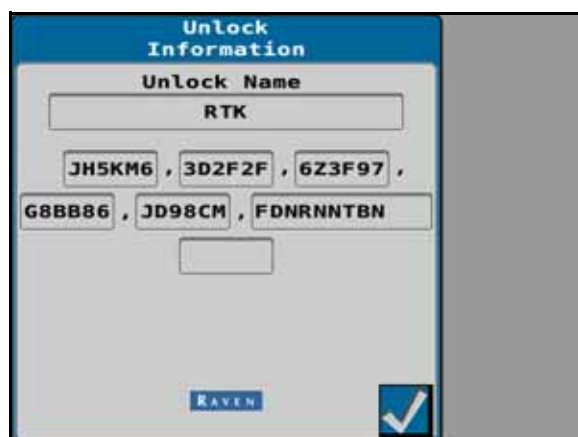 Unlock
Information
Unlock Name
RTK
JH5KM6 , 3D2F2F , 6Z3F97 ,
G8BB86 , JD98CM , FDNRNNTBN
RAVEN